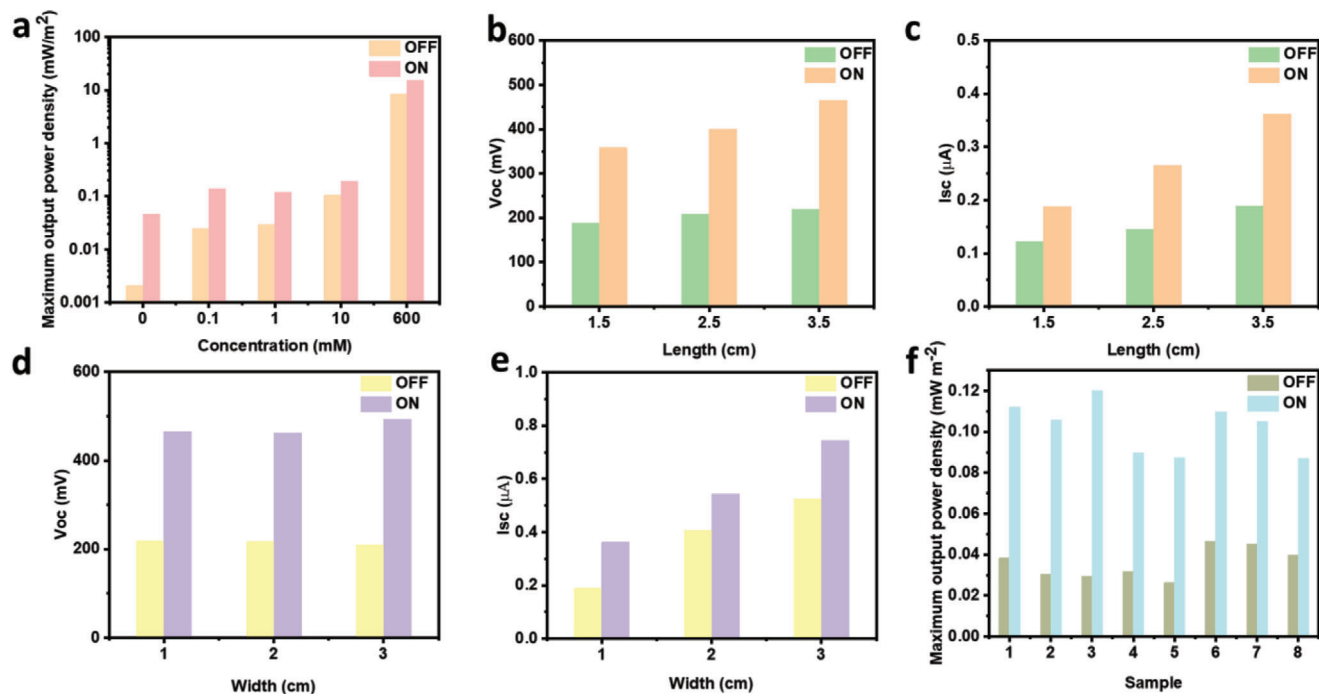 a
Maximum output power density (mW/m²)
100
10
1
0.1
0.01
0.001
OFF
ON
0 0.1 1 10 600
Concentration (mM)
b
Voc (mV)
600
500
400
300
200
100
0
OFF
ON
1.5 2.5 3.5
Length (cm)
c
Isc (μA)
0.5
0.4
0.3
0.2
0.1
0.0
OFF
ON
1.5 2.5 3.5
Length (cm)
d
Voc (mV)
600
400
200
0
OFF
ON
1 2 3
Width (cm)
e
Isc (μA)
1.0
0.8
0.6
0.4
0.2
0.0
OFF
ON
1 2 3
Width (cm)
f
Maximum output power density (mW m⁻²)
0.12
0.10
0.08
0.06
0.04
0.02
0.00
OFF
ON
1 2 3 4 5 6 7 8
Sample